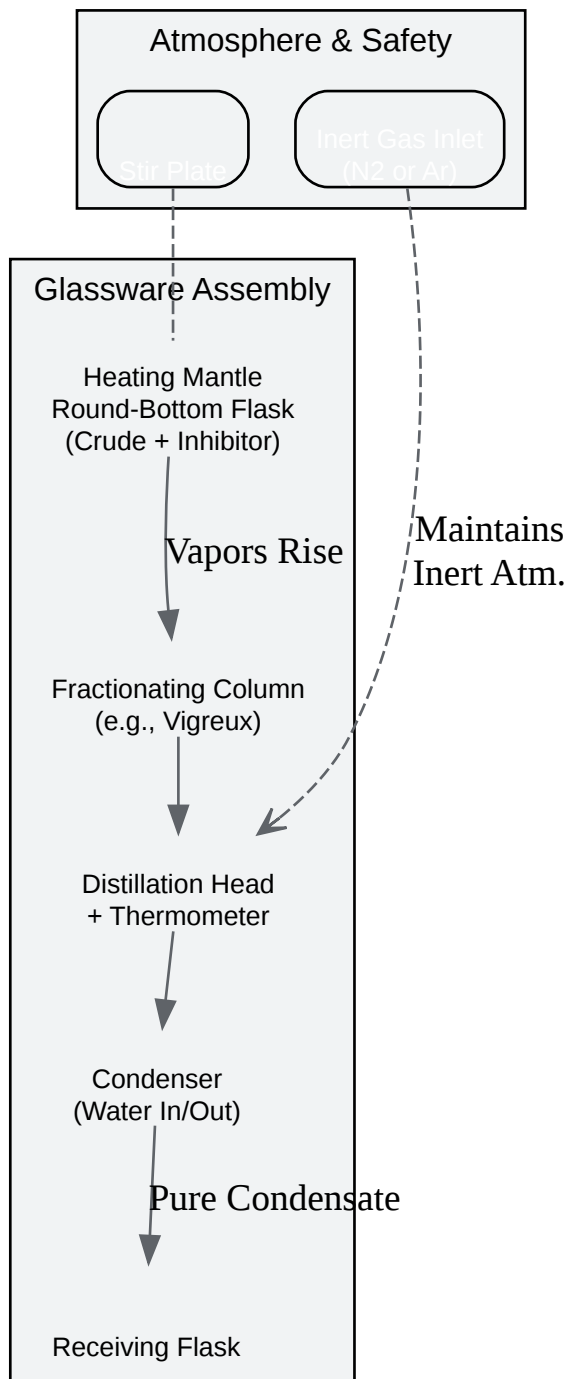 Atmosphere & Safety
Stir Plate
Inert Gas Inlet
(N2 or Ar)
Glassware Assembly
Heating Mantle
Round-Bottom Flask
(Crude + Inhibitor)
Vapors Rise
Maintains
Inert Atm.
Fractionating Column
(e.g., Vigreux)
Distillation Head
+ Thermometer
Condenser
(Water In/Out)
Pure Condensate
Receiving Flask